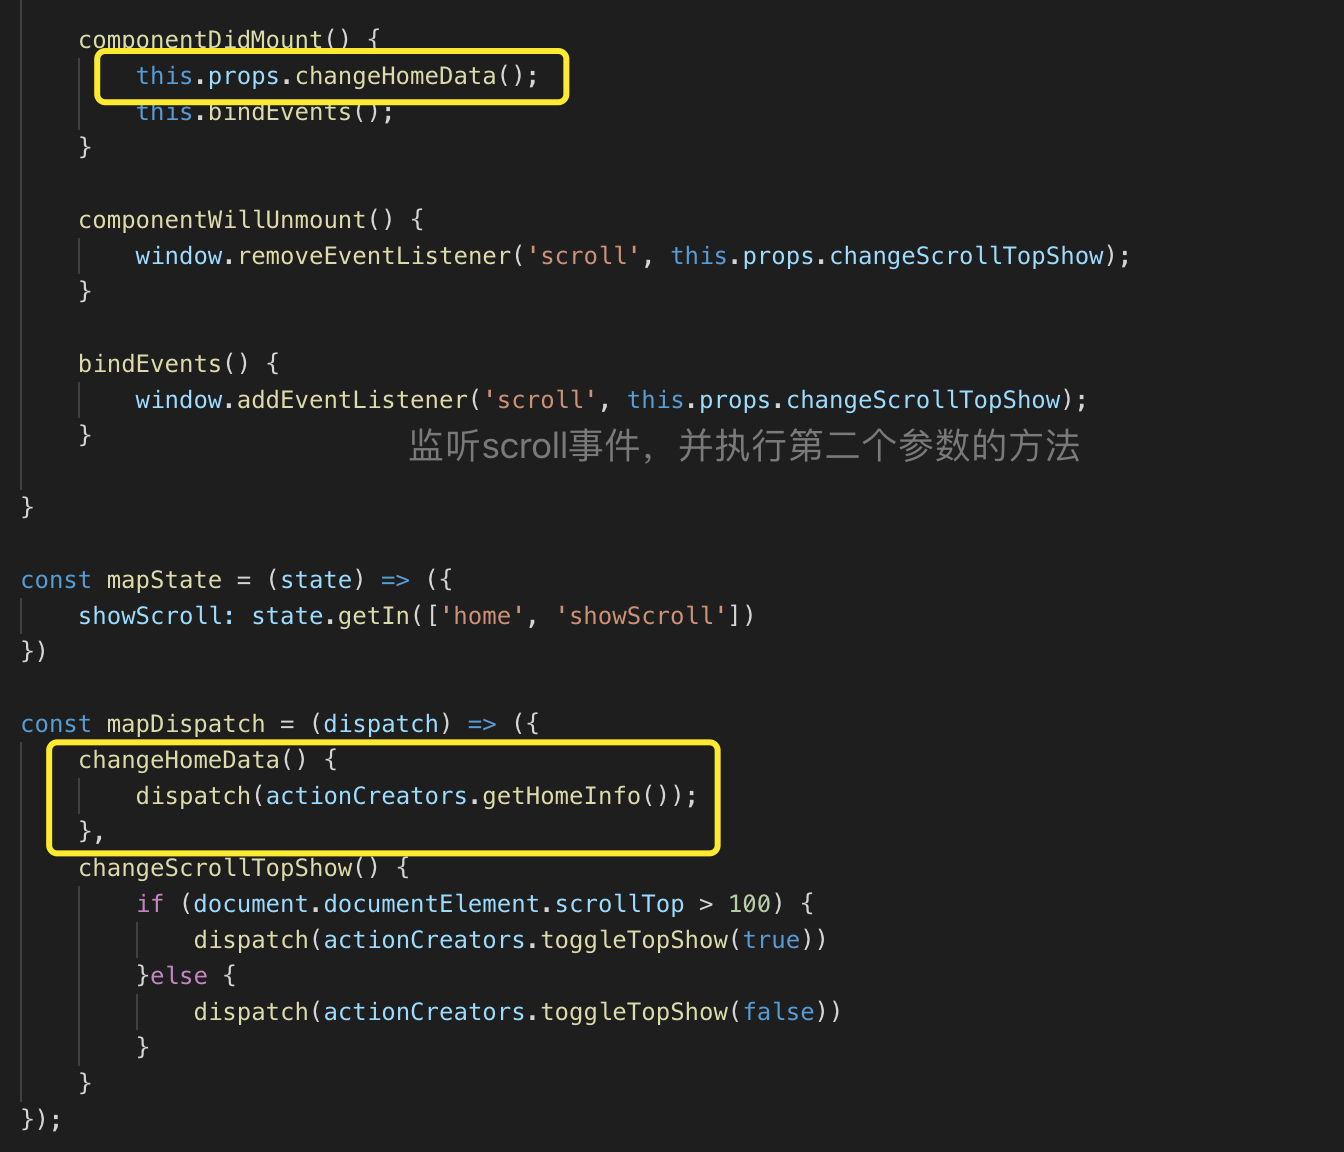 componentDidMount() {
this.props.changeHomeData();
this.bindEvents();
}
componentWillUnmount() {
window.removeEventListener('scroll', this.props.changeScrollTopShow);
}
bindEvents() {
window.addEventListener('scroll', this.props.changeScrollTopShow);
}
监听scroll事件，并执行第二个参数的方法
}
const mapState = (state) => ({
showScroll: state.getIn(['home', 'showScroll'])
})
const mapDispatch = (dispatch) => ({
changeHomeData() {
dispatch(actionCreators.getHomeInfo());
},
changeScrollTopShow() {
if (document.documentElement.scrollTop > 100) {
dispatch(actionCreators.toggleTopShow(true))
}else {
dispatch(actionCreators.toggleTopShow(false))
}
}
});